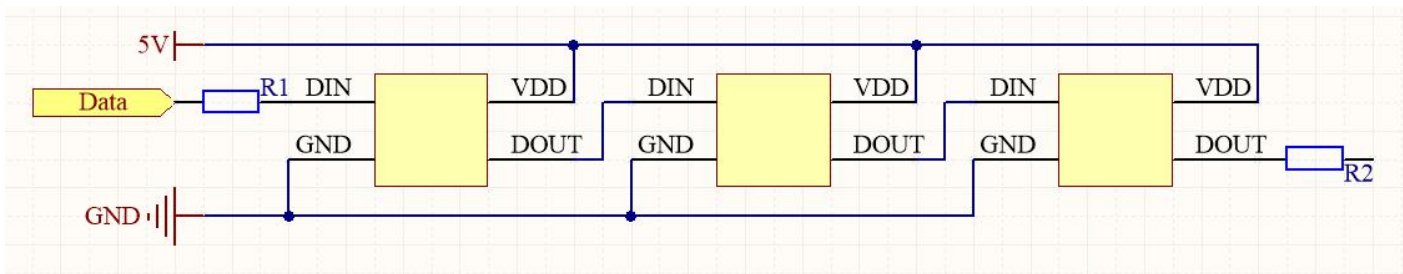 5V
Data
R1
DIN
VDD
DIN
VDD
DIN
VDD
GND
DOUT
GND
DOUT
GND
DOUT
R2
GND